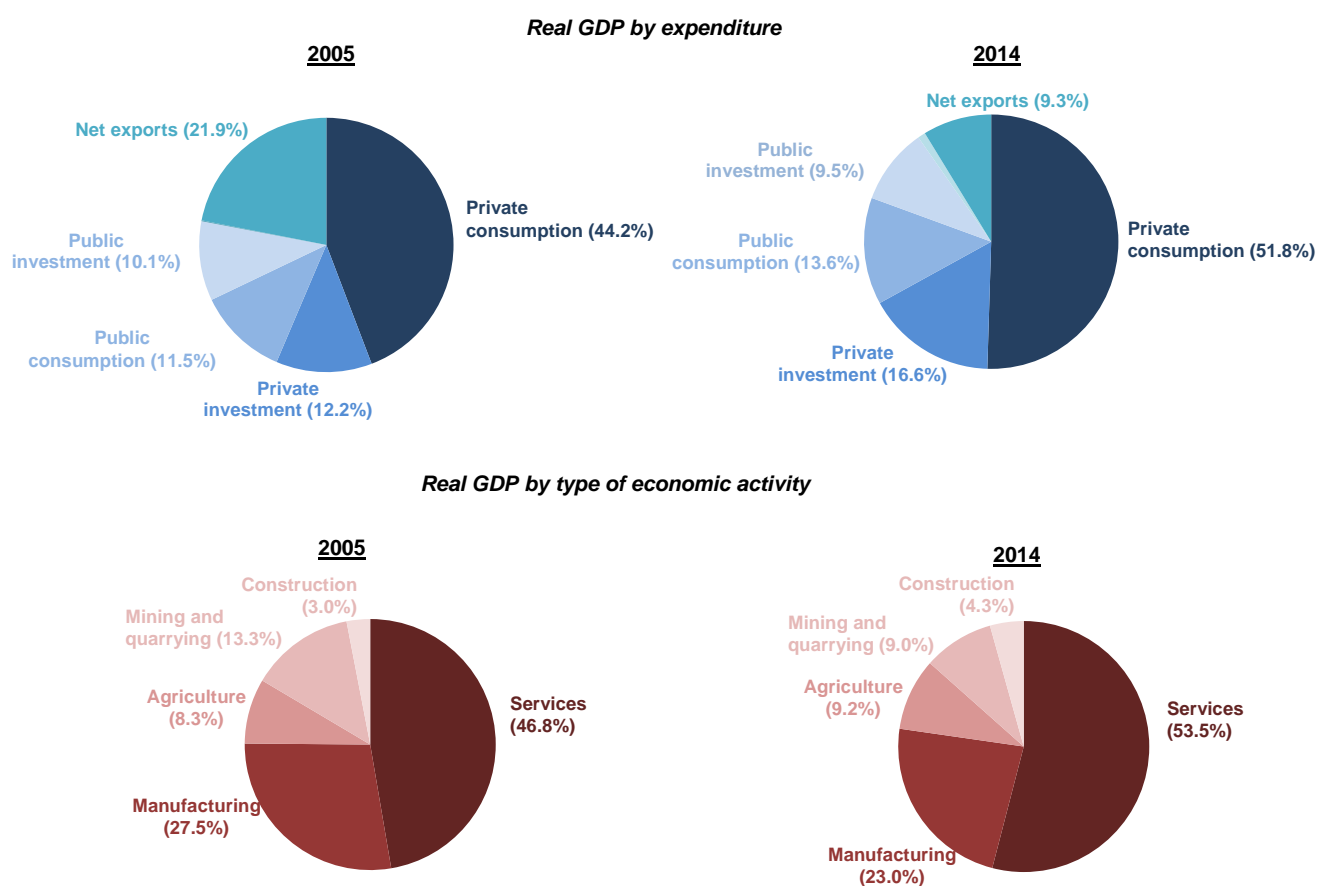 Real GDP by expenditure
2005
Net exports (21.9%)
Private
consumption (44.2%)
Public
investment (10.1%)
Public
consumption (11.5%)
Private
investment (12.2%)
2014
Net exports (9.3%)
Public
investment (9.5%)
Private
consumption (51.8%)
Public
consumption (13.6%)
Private
investment (16.6%)
Real GDP by type of economic activity
2005
Construction
(3.0%)
Mining and
quarrying (13.3%)
Agriculture
(8.3%)
Services
(46.8%)
Manufacturing
(27.5%)
2014
Construction
(4.3%)
Mining and
quarrying (9.0%)
Agriculture
(9.2%)
Services
(53.5%)
Manufacturing
(23.0%)